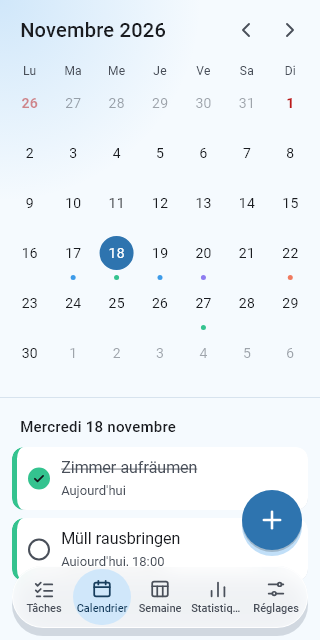 Novembre 2026
Lu Ma Me Je Ve Sa Di
26 27 28 29 30 31 1
2 3 4 5 6 7 8
9 10 11 12 13 14 15
16 17 18 19 20 21 22
23 24 25 26 27 28 29
30 1 2 3 4 5 6
Mercredi 18 novembre
Zimmer aufräumen
Aujourd'hui
Müll rausbringen
Aujourd'hui, 18:00
Tâches Calendrier Semaine Statistiq... Réglages